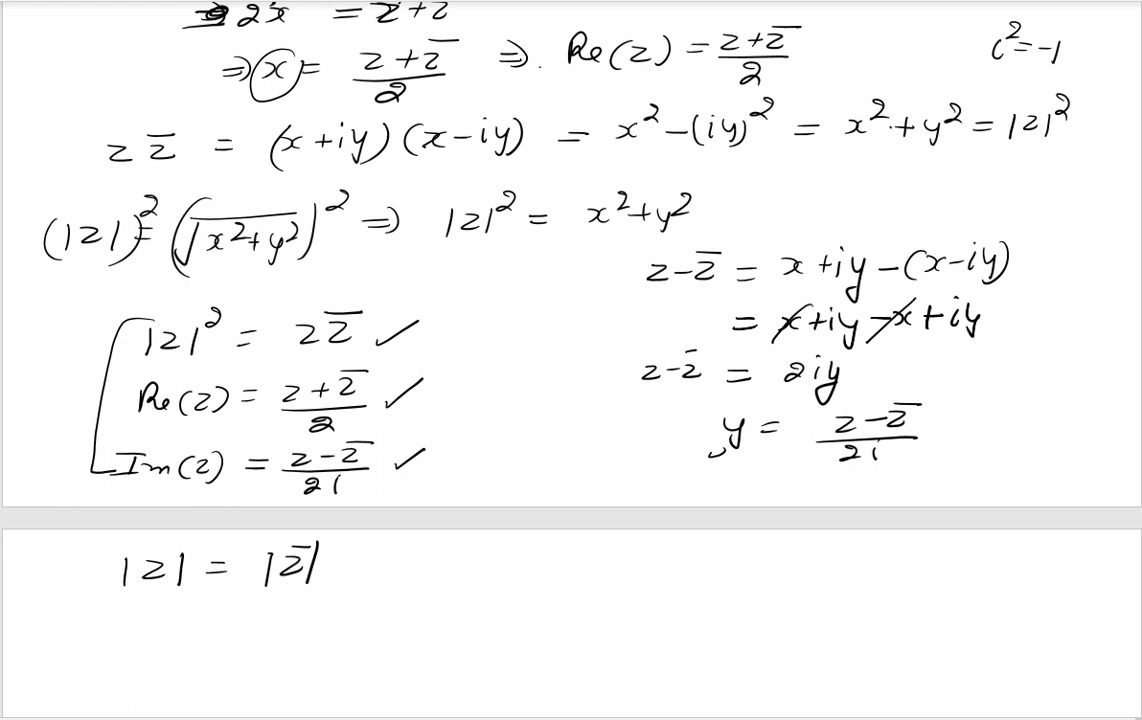 ⇒ 2x = z+z
⇒ x = (z+z̅)/2 ⇒ Re(z) = (z+z̅)/2 i² = -1
z z̅ = (x+iy)(x-iy) = x² - (iy)² = x²+y² = |z|²
(|z|)² = (√(x²+y²))² ⇒ |z|² = x²+y²
z-z̅ = x+iy-(x-iy)
= x+iy-x+iy
z-z̅ = 2iy
y = (z-z̅)/2i
|z|² = z z̅ ✓
Re(z) = (z+z̅)/2 ✓
Im(z) = (z-z̅)/2i ✓
|z| = |z̅|